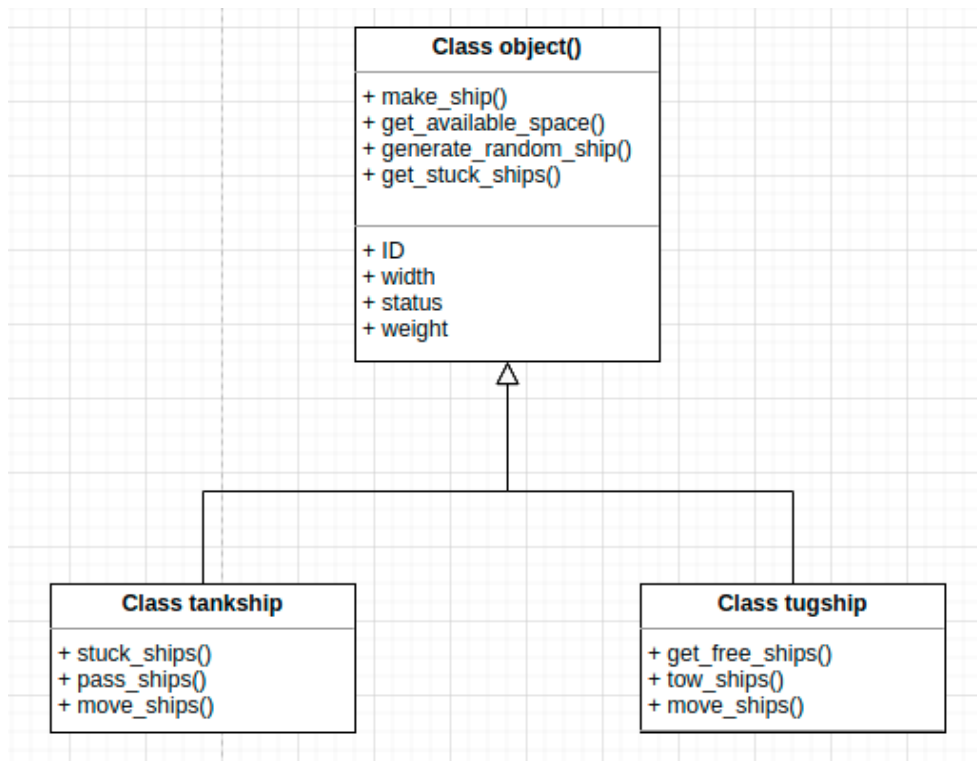 Class object()
+ make_ship()
+ get_available_space()
+ generate_random_ship()
+ get_stuck_ships()
+ ID
+ width
+ status
+ weight
Class tankship
+ stuck_ships()
+ pass_ships()
+ move_ships()
Class tugship
+ get_free_ships()
+ tow_ships()
+ move_ships()